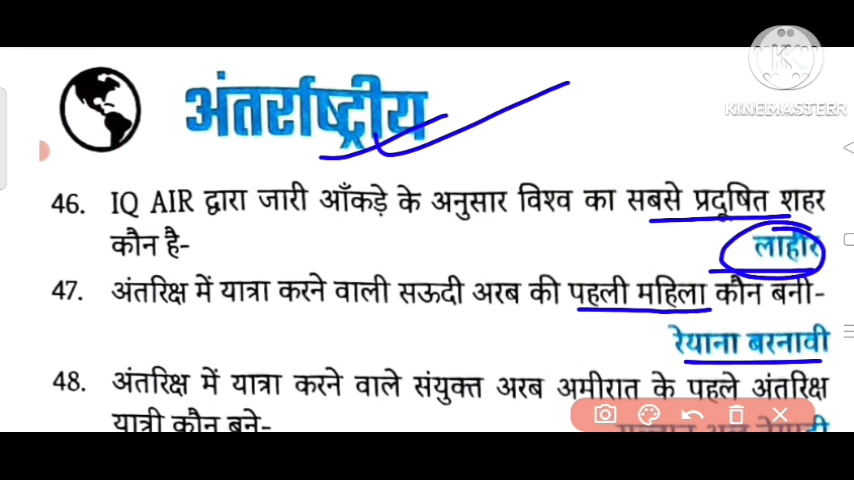 KINEMASTER
अंतर्राष्ट्रीय
46. IQ AIR द्वारा जारी आँकड़े के अनुसार विश्व का सबसे प्रदूषित शहर
कौन है-
लाहौर
47. अंतरिक्ष में यात्रा करने वाली सऊदी अरब की पहली महिला कौन बनी-
रेयाना बरनावी
48. अंतरिक्ष में यात्रा करने वाले संयुक्त अरब अमीरात के पहले अंतरिक्ष
यात्री कौन बने-